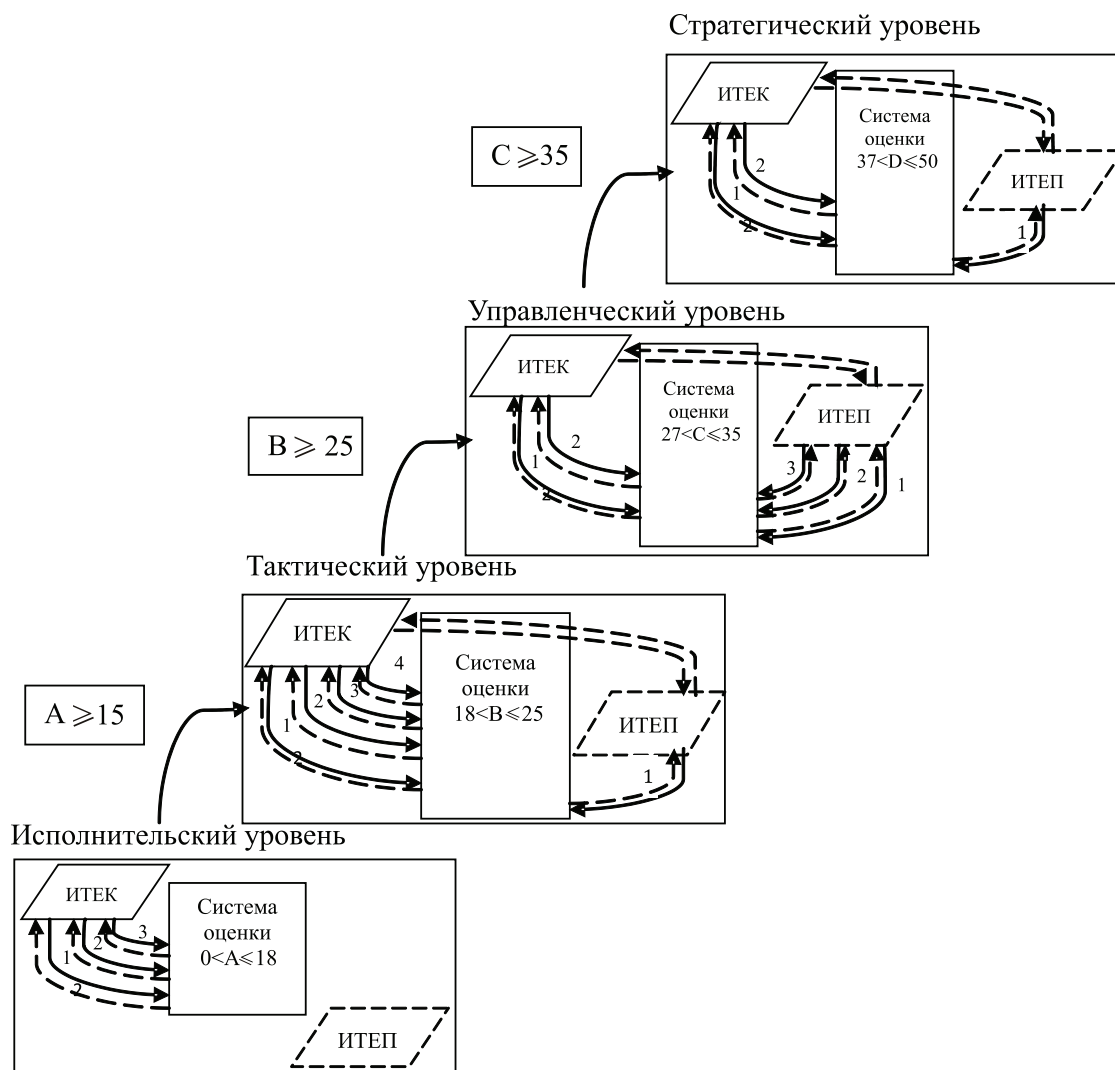 Стратегический уровень
ИТЕК
Система
оценки
37<D≤50
ИТЕП
2
1
2
1
C ≥35
Управленческий уровень
ИТЕК
Система
оценки
27<C≤35
ИТЕП
2
1
2
3
2
1
B ≥ 25
Тактический уровень
ИТЕК
Система
оценки
18<B≤25
ИТЕП
4
3
2
1
2
1
A ≥15
Исполнительский уровень
ИТЕК
Система
оценки
0<A≤18
3
2
1
2
ИТЕП